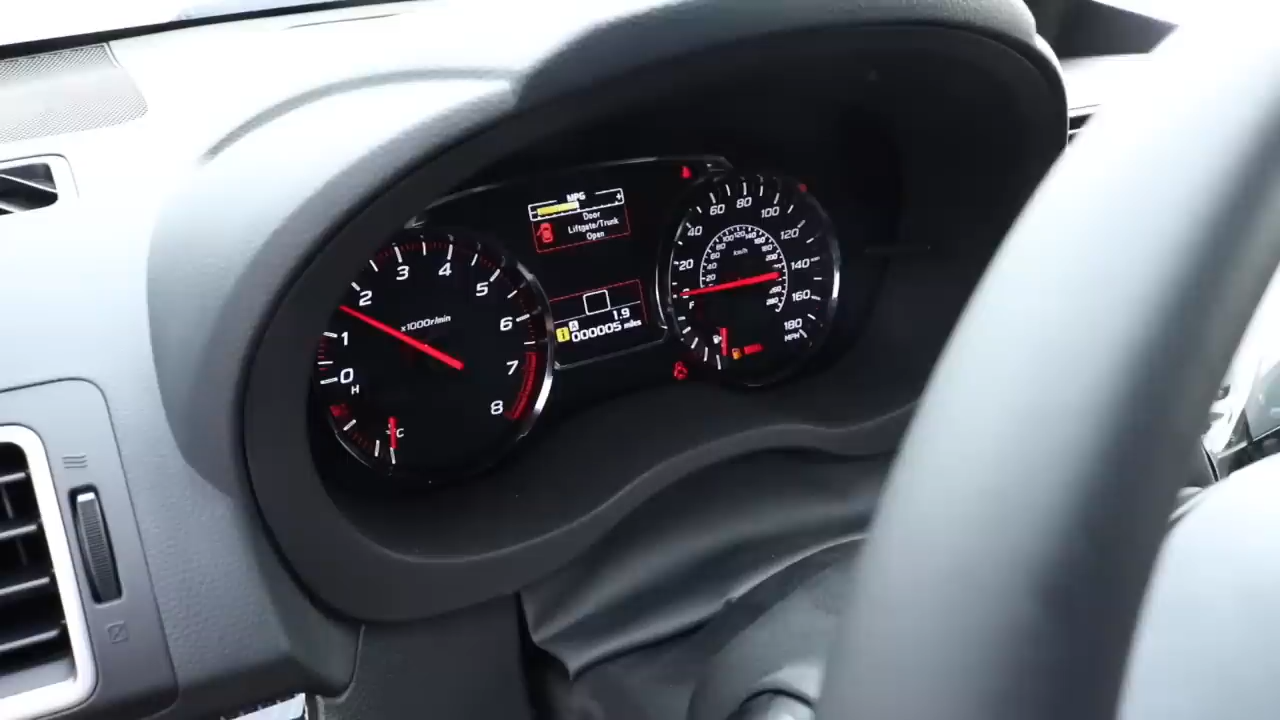 MPG
Door
Liftgate/Trunk
Open
1.9
A 000005 miles
0
1
2
3
4
5
6
7
8
x1000r/min
H
C
20
40
60
80
100
120
140
160
180
MPH
km/h
F